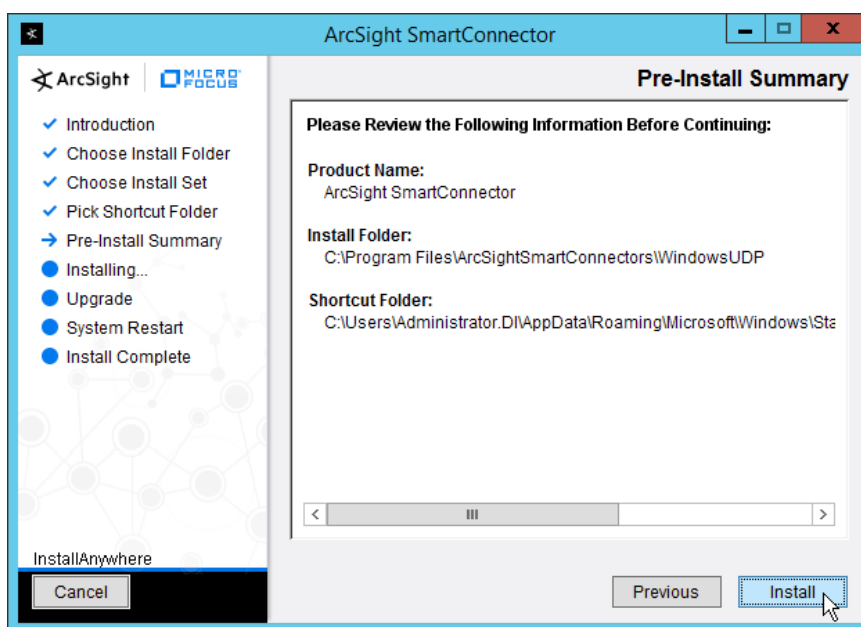 ArcSight SmartConnector
ArcSight
MICRO FOCUS
Introduction
Choose Install Folder
Choose Install Set
Pick Shortcut Folder
Pre-Install Summary
Installing...
Upgrade
System Restart
Install Complete
InstallAnywhere
Cancel
Pre-Install Summary
Please Review the Following Information Before Continuing:
Product Name:
ArcSight SmartConnector
Install Folder:
C:\Program Files\ArcSightSmartConnectors\WindowsUDP
Shortcut Folder:
C:\Users\Administrator.DI\AppData\Roaming\Microsoft\Windows\Sta
Previous
Install